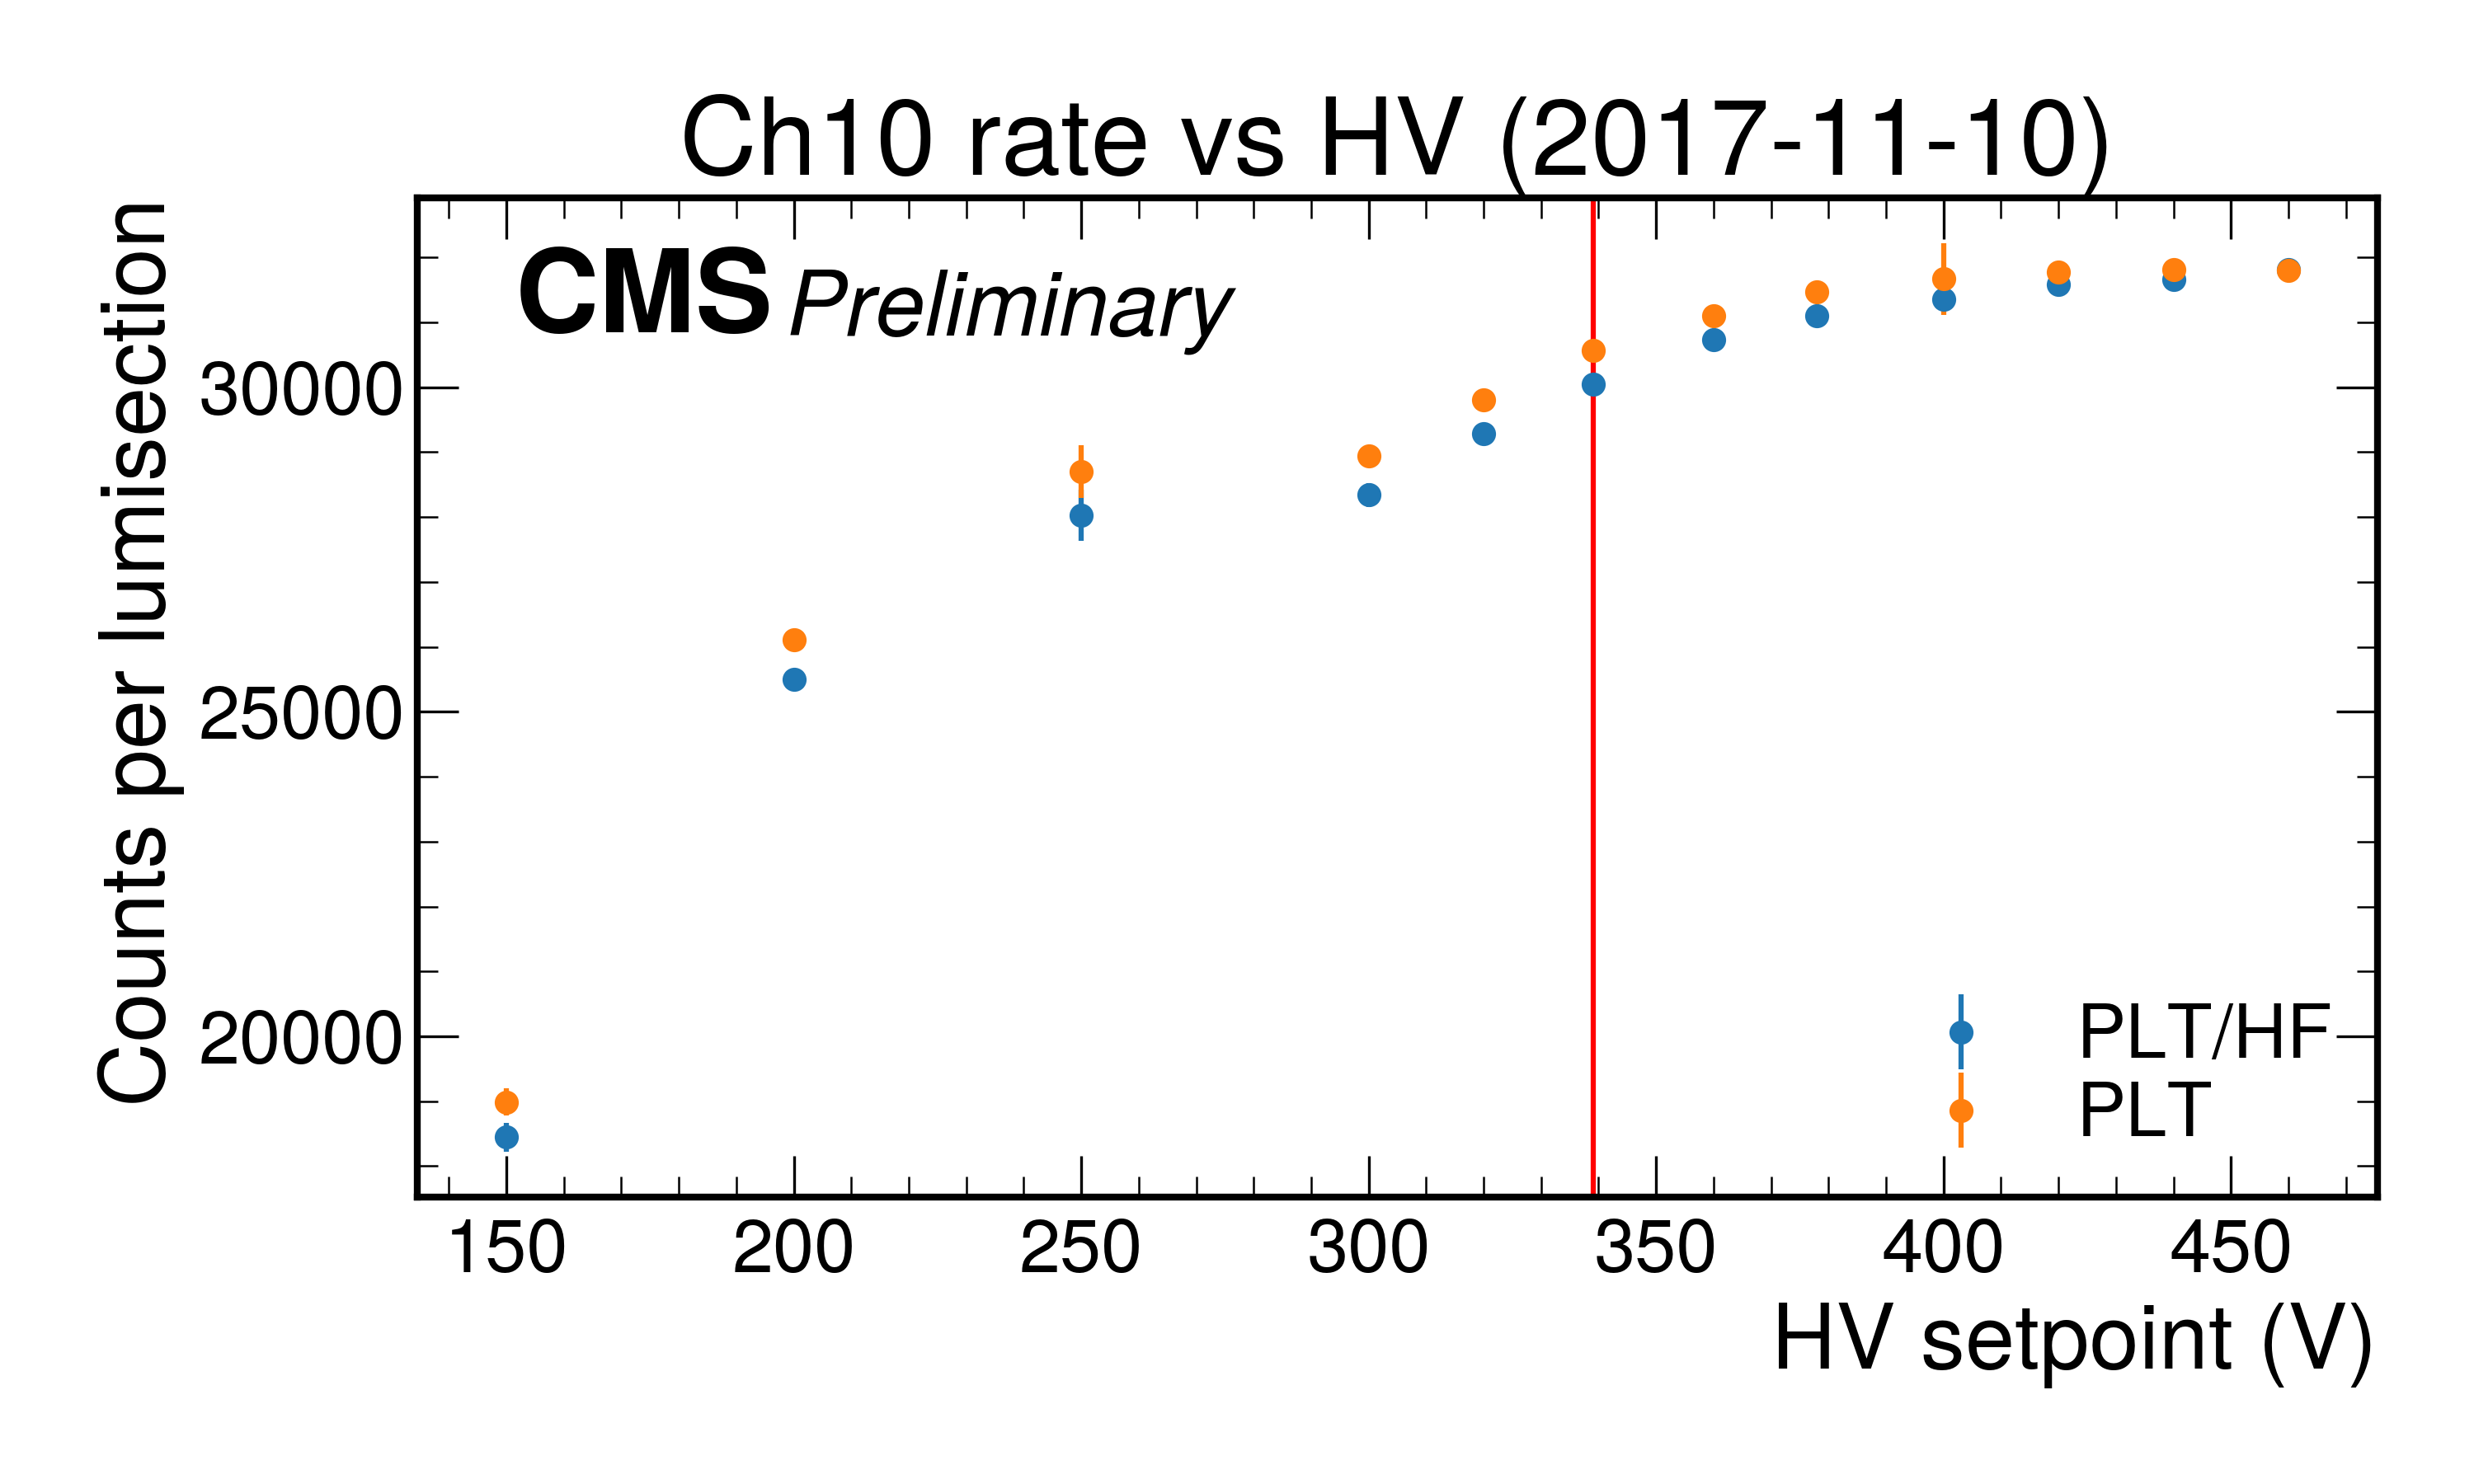 Ch10 rate vs HV (2017-11-10)
CMS Preliminary
Counts per lumisection
30000
25000
20000
PLT/HF
PLT
150 200 250 300 350 400 450
HV setpoint (V)